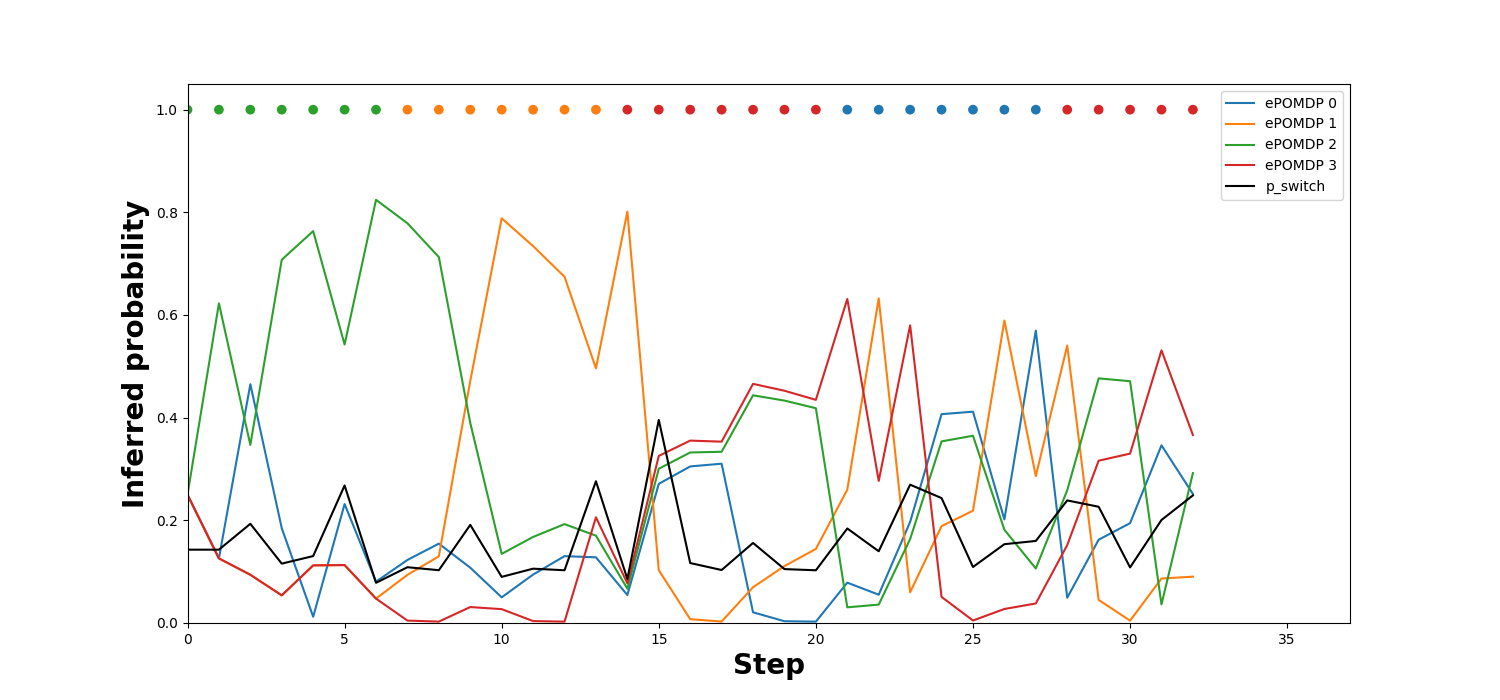 ePOMDP 0
ePOMDP 1
ePOMDP 2
ePOMDP 3
p_switch
Inferred probability
1.0
0.8
0.6
0.4
0.2
0.0
0 5 10 15 20 25 30 35
Step